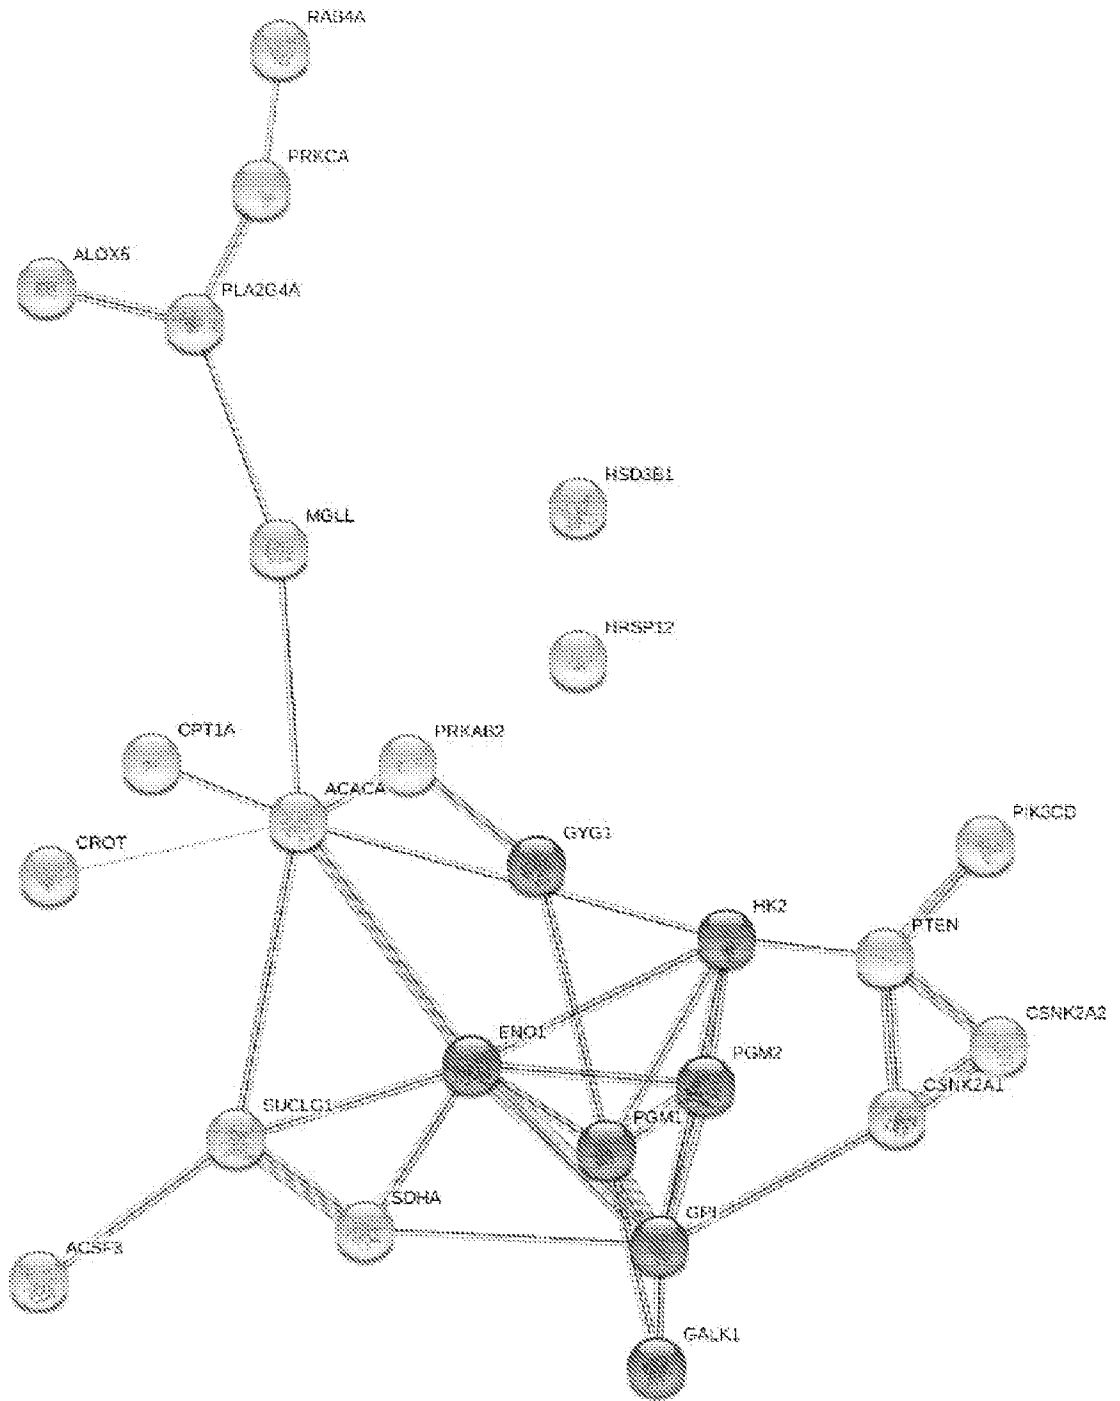 RAB4A
PRKCA
ALOX5
PLA2G4A
HSD3B1
MGLL
HRSP12
CPT1A
PRKAB2
ACACA
PIK3CD
CROT
GYG1
HK2
PTEN
CSNK2A2
ENO1
PGM2
CSNK2A1
SUCLG1
PGM1
SDHA
GPI
ACSF3
GALK1